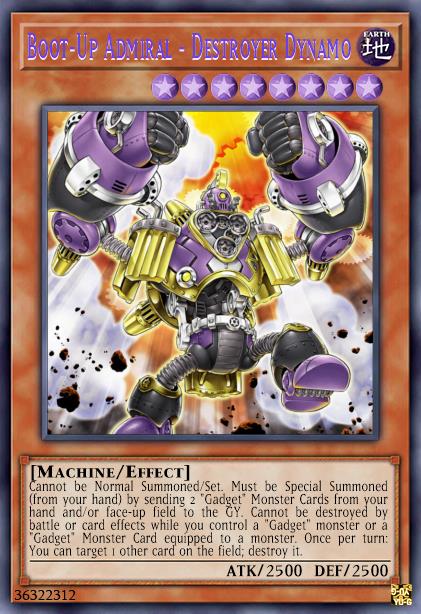 Boot-Up Admiral - Destroyer Dynamo
EARTH
地
[Machine/Effect]
Cannot be Normal Summoned/Set. Must be Special Summoned
(from your hand) by sending 2 "Gadget" Monster Cards from your
hand and/or face-up field to the GY. Cannot be destroyed by
battle or card effects while you control a "Gadget" monster or a
"Gadget" Monster Card equipped to a monster. Once per turn:
You can target 1 other card on the field; destroy it.
ATK/2500 DEF/2500
36322312